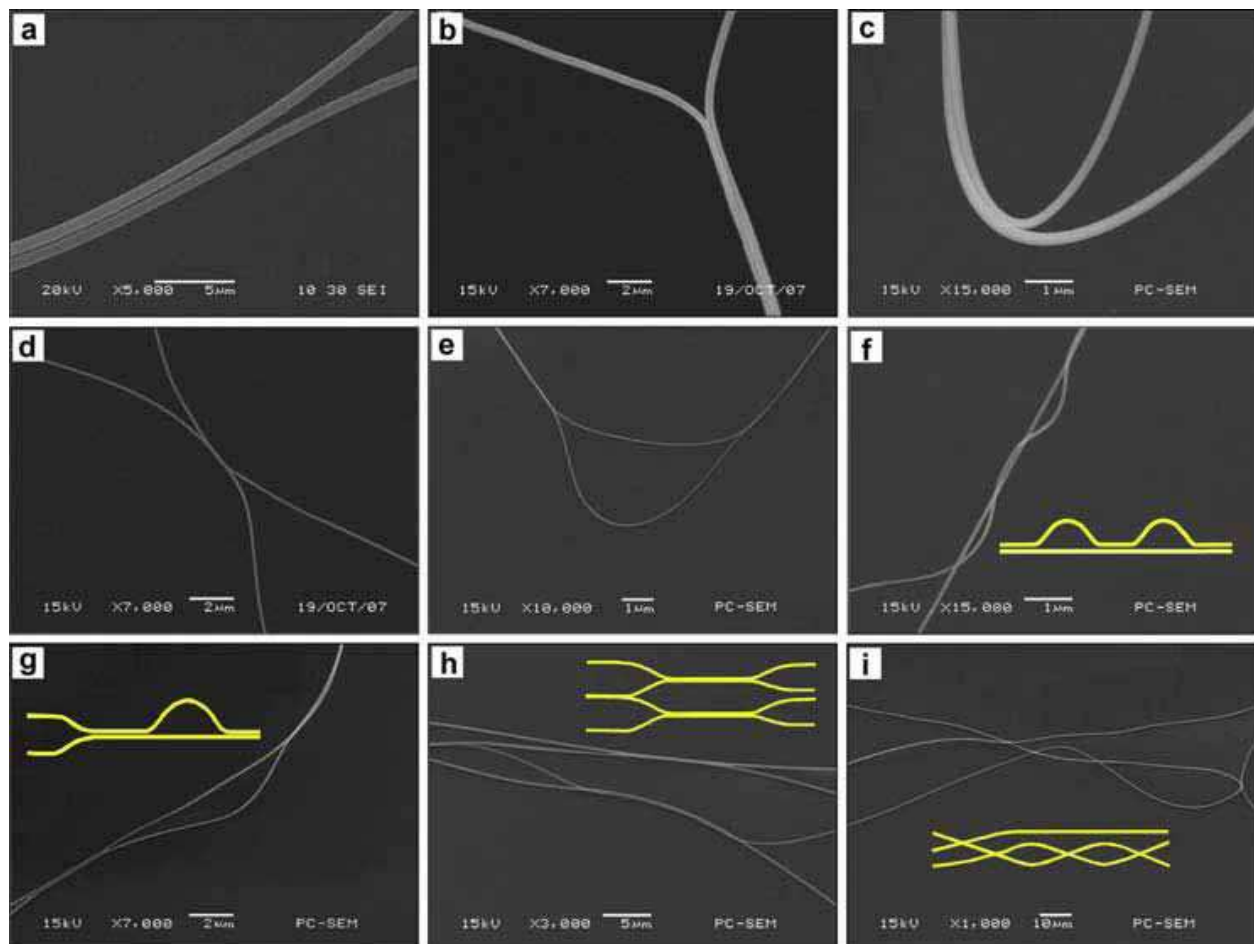 a
20kV X5,000 5µm 10 30 SEI
b
15kV X7,000 2µm 19/OCT/07
c
15kV X15,000 1µm PC-SEM
d
15kV X7,000 2µm 19/OCT/07
e
15kV X10,000 1µm PC-SEM
f
15kV X15,000 1µm PC-SEM
g
15kV X7,000 2µm PC-SEM
h
15kV X3,000 5µm PC-SEM
i
15kV X1,000 10µm PC-SEM